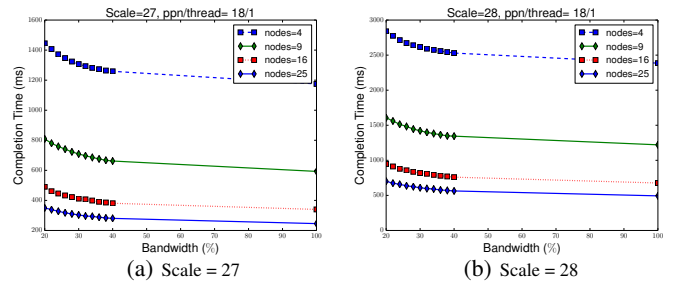 Scale=27, ppn/thread= 18/1
1600
1400
1200
1000
800
600
400
200
Completion Time (ms)
nodes=4
nodes=9
nodes=16
nodes=25
20 30 40 50 60 70 80 90 100
Bandwidth (%)
(a) Scale = 27
Scale=28, ppn/thread= 18/1
3000
2500
2000
1500
1000
500
0
Completion Time (ms)
nodes=4
nodes=9
nodes=16
nodes=25
20 30 40 50 60 70 80 90 100
Bandwidth (%)
(b) Scale = 28